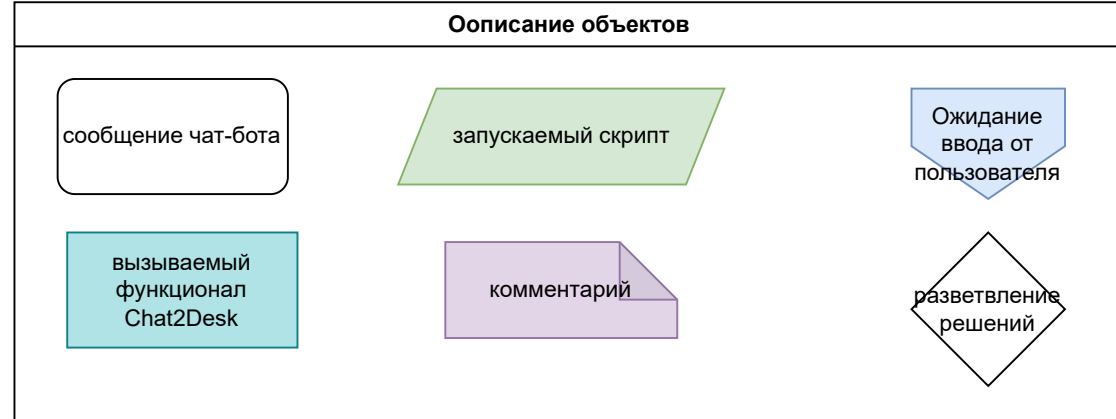 Оописание объектов
сообщение чат-бота
запускаемый скрипт
Ожидание
ввода от
пользователя
вызываемый
функционал
Chat2Desk
комментарий
разветвление
решений